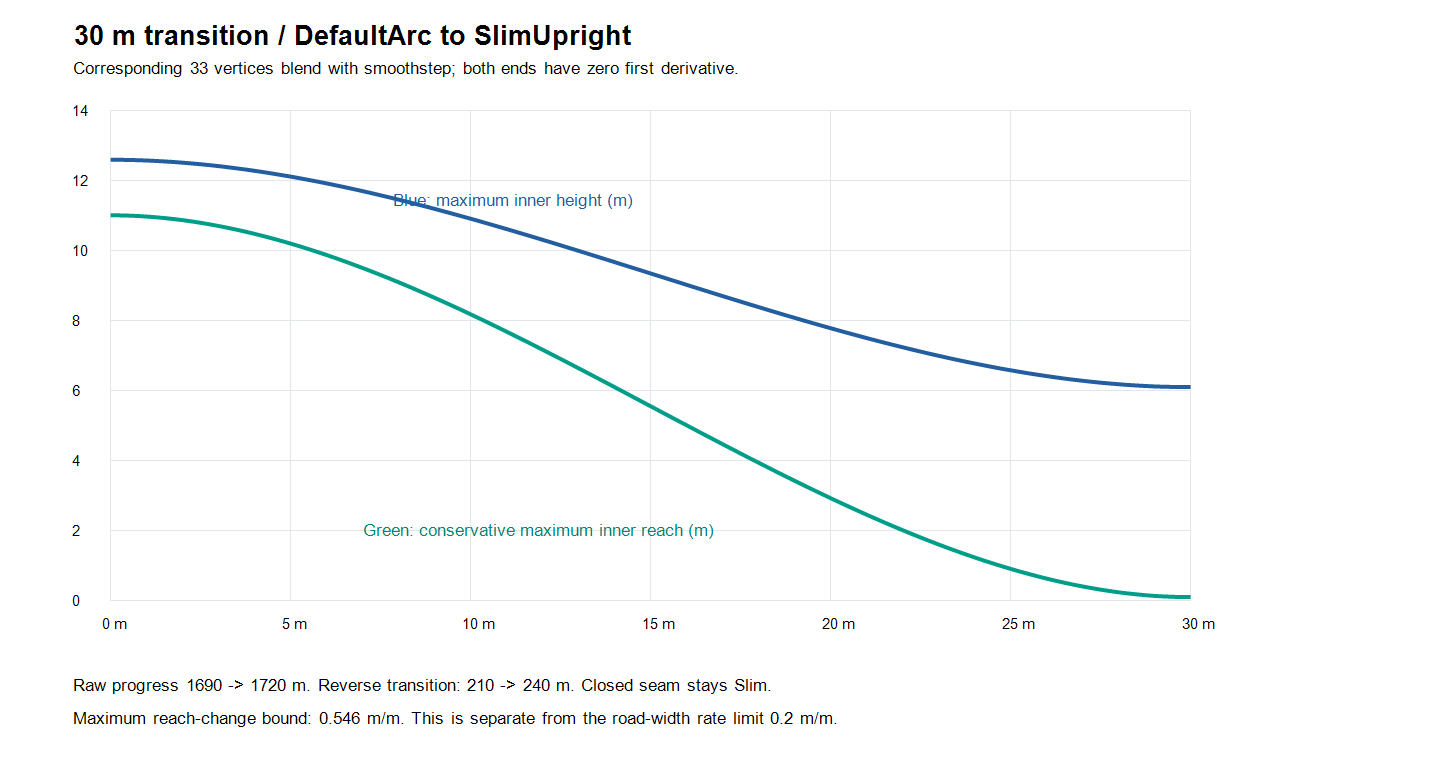 30 m transition / DefaultArc to SlimUpright
Corresponding 33 vertices blend with smoothstep; both ends have zero first derivative.
14
12
Blue: maximum inner height (m)
10
8
6
4
2
Green: conservative maximum inner reach (m)
0
0 m
5 m
10 m
15 m
20 m
25 m
30 m
Raw progress 1690 -> 1720 m. Reverse transition: 210 -> 240 m. Closed seam stays Slim.
Maximum reach-change bound: 0.546 m/m. This is separate from the road-width rate limit 0.2 m/m.